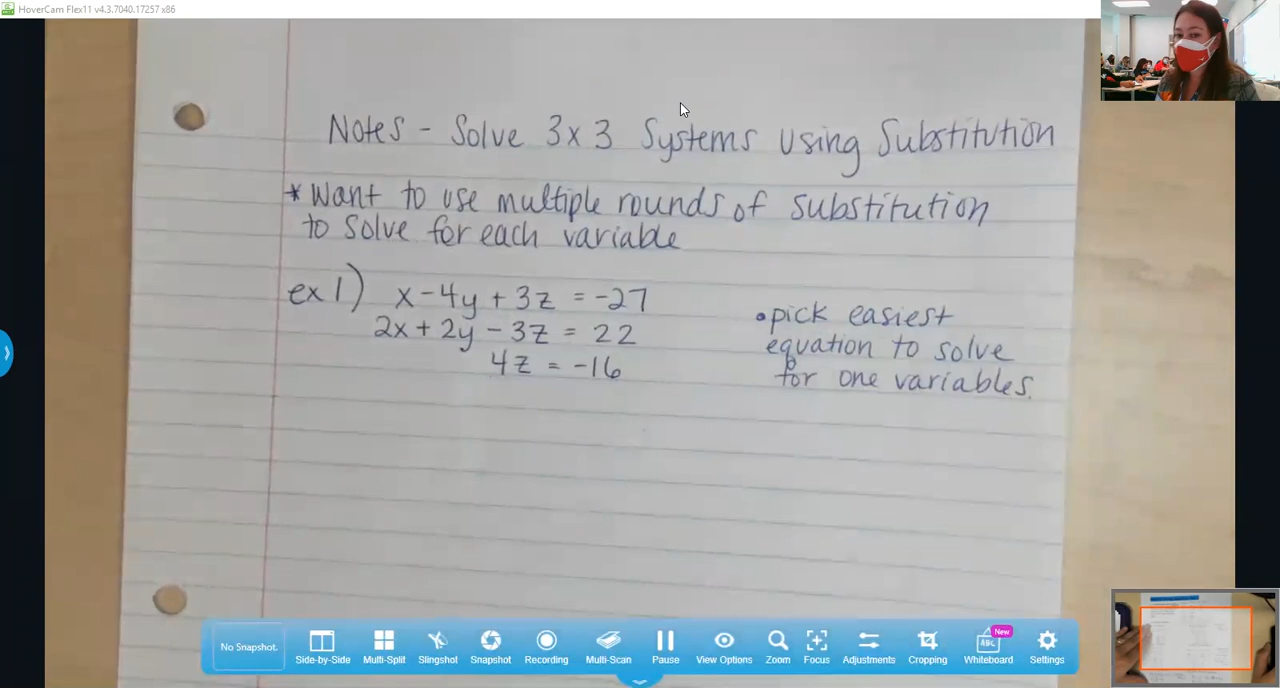 HoverCam Flex11 v4.3.7040.17257 x86
Notes - Solve 3x3 Systems Using Substitution
* Want to use multiple rounds of substitution
to solve for each variable
ex 1) x - 4y + 3z = -27
2x + 2y - 3z = 22
4z = -16
• pick easiest
equation to solve
for one variables.
No Snapshot.
Side-by-Side
Multi-Split
Slingshot
Snapshot
Recording
Multi-Scan
Pause
View Options
Zoom
Focus
Adjustments
Cropping
ABC
New
Whiteboard
Settings